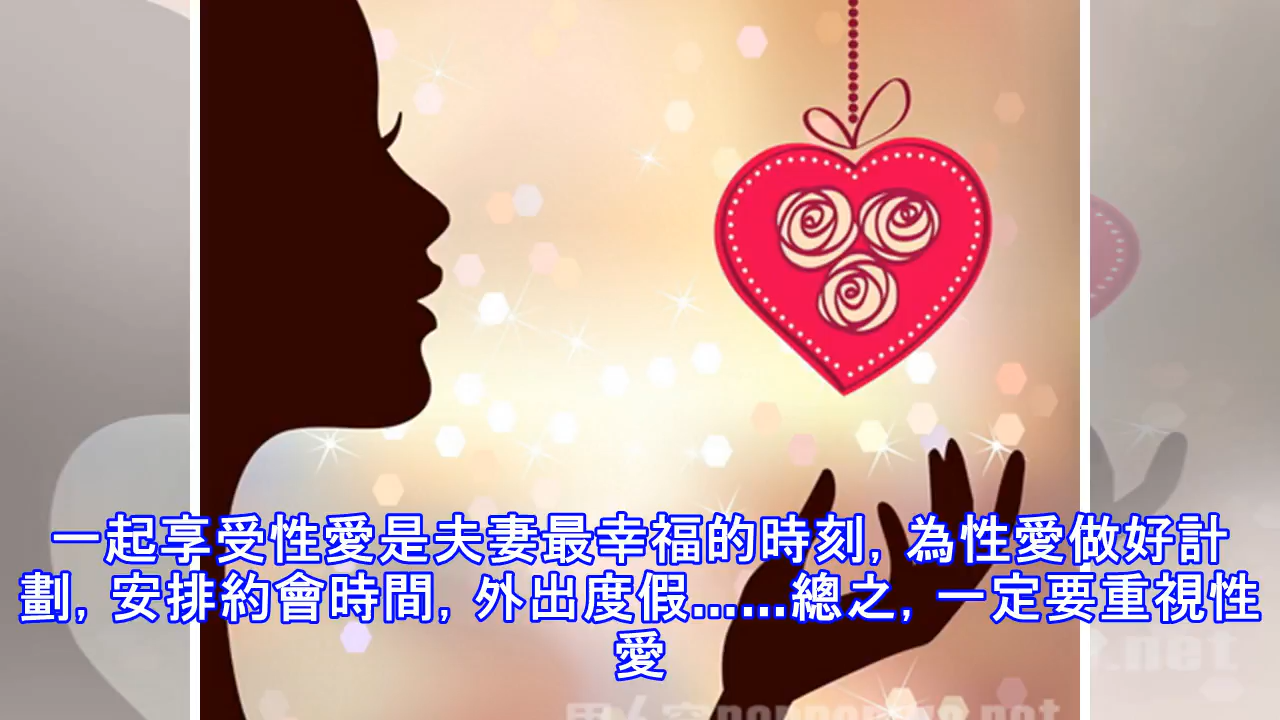 一起享受性愛是夫妻最幸福的時刻, 為性愛做好計
劃, 安排約會時間, 外出度假......總之, 一定要重視性
愛
.net